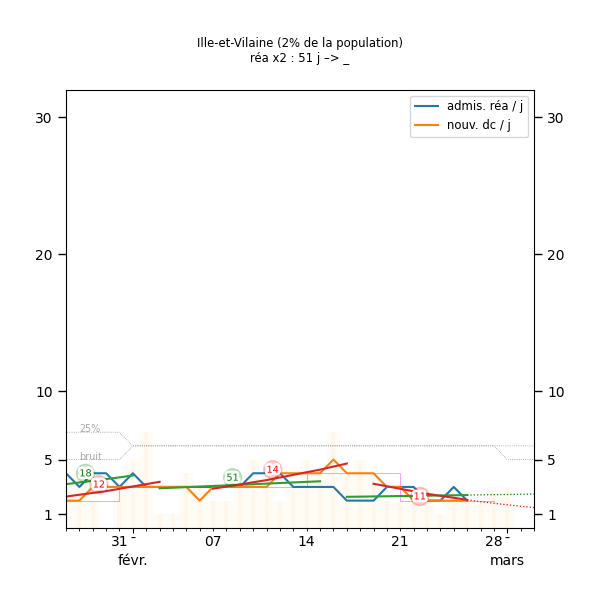 Ille-et-Vilaine (2% de la population)
réa x2 : 51 j –> _
admis. réa / j
nouv. dc / j
30 30
20 20
10 10
25%
bruit
5 5
18 12 51 14 11
1 1
31 - 07 14 21 28 -
févr. mars